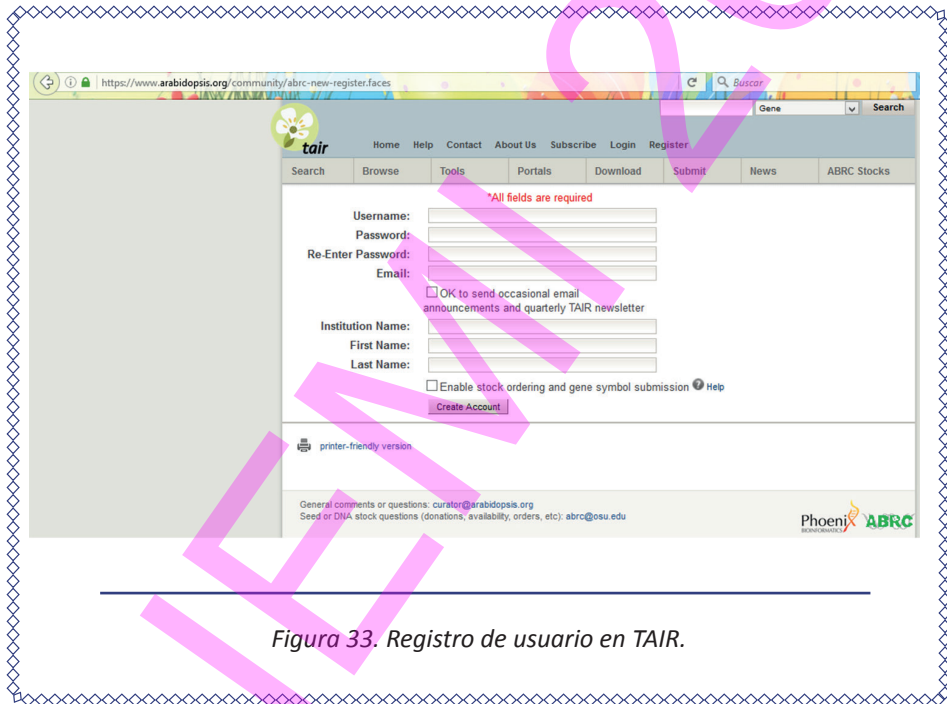 https://www.arabidopsis.org/community/abrc-new-register.faces
Buscar
Gene Search
tair
Home Help Contact About Us Subscribe Login Register
Search Browse Tools Portals Download Submit News ABRC Stocks
*All fields are required
Username:
Password:
Re-Enter Password:
Email:
OK to send occasional email
announcements and quarterly TAIR newsletter
Institution Name:
First Name:
Last Name:
Enable stock ordering and gene symbol submission ? Help
Create Account
printer-friendly version
General comments or questions: curator@arabidopsis.org
Seed or DNA stock questions (donations, availability, orders, etc): abrc@osu.edu
Phoenix ABRC
BIOINFORMATICS
Figura 33. Registro de usuario en TAIR.